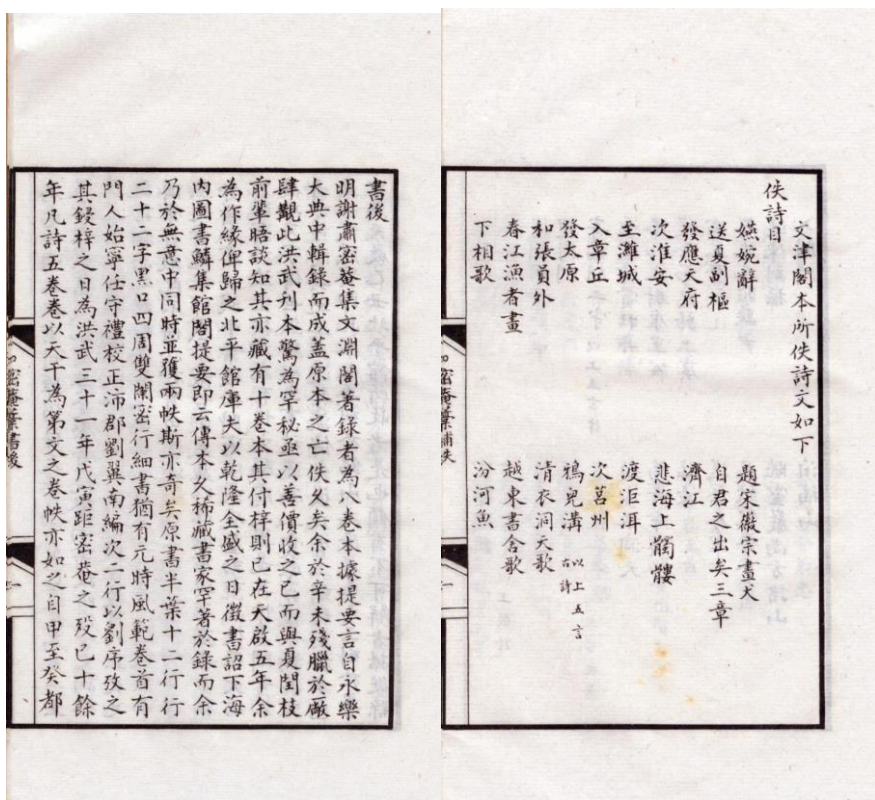 文津閣本所佚詩文如下
佚詩目
嬿婉辭　題宋徽宗畫犬
送夏副樞　自君之出矣三章
發應天府　濟江
次淮安　悲海上髑髏
至濰城　渡洰洱
入章丘　次莒州
發太原　鵶兒溝 以上五言古詩
和張員外　清衣洞天歌
春江漁者畫　越東書舍歌
下相歌　汾河魚
密庵藁補佚
一
書後
明謝肅密菴集文淵閣著錄者為八卷本據提要言自永樂
大典中輯錄而成蓋原本之亡佚久矣余於辛未殘臘於廠
肆觀此洪武刋本驚為罕秘亟以善價收之已而與夏閏枝
前輩晤談知其亦藏有十卷本其付梓則已在天啟五年余
為作緣俾歸之北平館庫夫以乾隆全盛之日徵書詔下海
內圖書鱗集館閣提要即云傳本久稀藏書家罕著於錄而余
乃於無意中同時並獲兩帙斯亦奇矣原書半葉十二行行
二十二字黑口四周雙闌密行細書猶有元時風範卷首有
門人始寧任守禮校正沛郡劉翼南編次二行以劉序攷之
其鋟梓之日為洪武三十一年戊寅距密菴之歿已十餘
年凡詩五卷卷以天干為第文之卷帙亦如之自甲至癸都
密庵藁書後
一